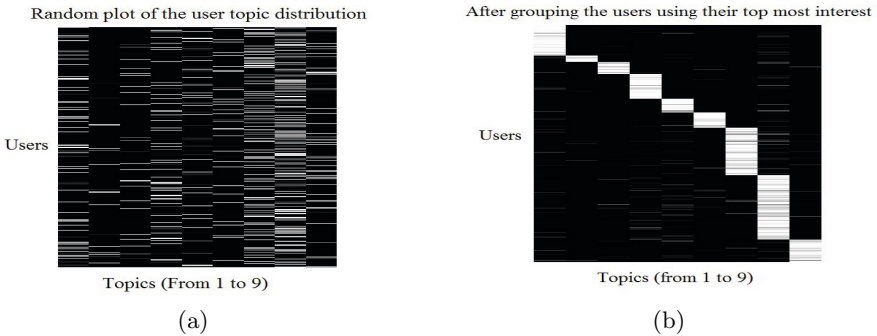 Random plot of the user topic distribution
Users
Topics (From 1 to 9)
(a)
After grouping the users using their top most interest
Users
Topics (from 1 to 9)
(b)